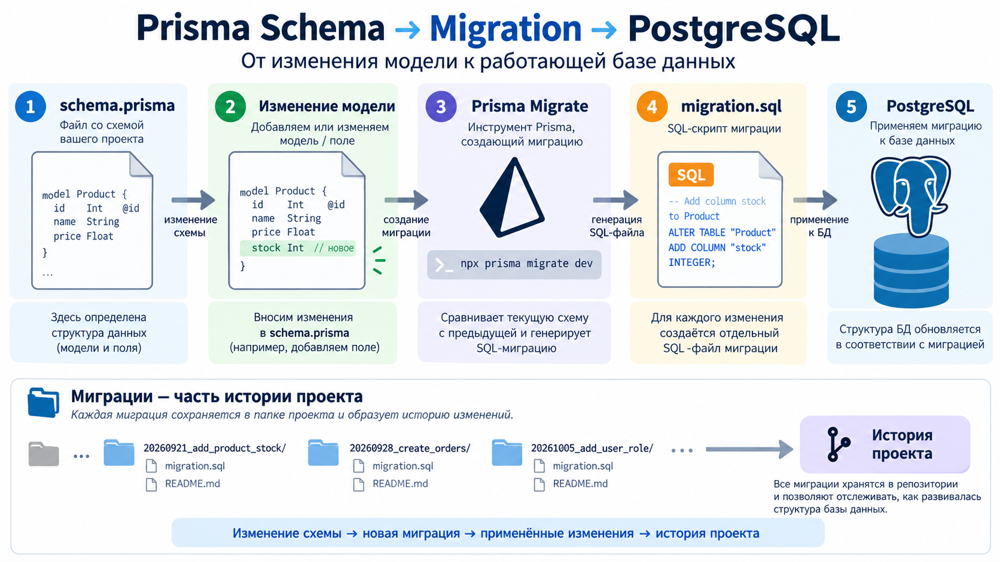 Prisma Schema → Migration → PostgreSQL
От изменения модели к работающей базе данных
1
schema.prisma
Файл со схемой
вашего проекта
model Product {
id Int @id
name String
price Float
}
...
Здесь определена
структура данных
(модели и поля)
изменение
схемы
2
Изменение модели
Добавляем или изменяем
модель / поле
model Product {
id Int @id
name String
price Float
stock Int // новое
}
Вносим изменения
в schema.prisma
(например, добавляем поле)
создание
миграции
3
Prisma Migrate
Инструмент Prisma,
создающий миграцию
>_ npx prisma migrate dev
Сравнивает текущую схему
с предыдущей и генерирует
SQL-миграцию
генерация
SQL-файла
4
migration.sql
SQL-скрипт миграции
SQL
-- Add column stock
to Product
ALTER TABLE "Product"
ADD COLUMN "stock"
INTEGER;
Для каждого изменения
создаётся отдельный
SQL -файл миграции
применение
к БД
5
PostgreSQL
Применяем миграцию
к базе данных
Структура БД обновляется
в соответствии с миграцией
Миграции — часть истории проекта
Каждая миграция сохраняется в папке проекта и образует историю изменений.
...
20260921_add_product_stock/
migration.sql
README.md
20260928_create_orders/
migration.sql
README.md
20261005_add_user_role/
migration.sql
README.md
...
История
проекта
Все миграции хранятся в репозитории
и позволяют отслеживать, как развивалась
структура базы данных.
Изменение схемы → новая миграция → применённые изменения → история проекта